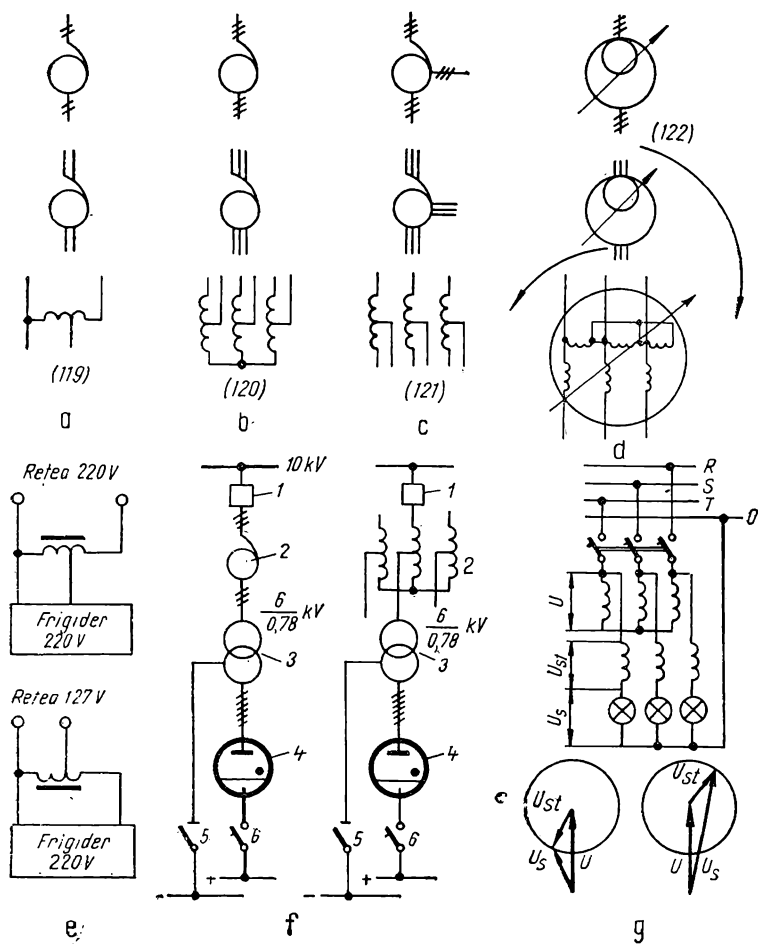 (122)
(119)
(120)
(121)
a
b
c
d
Retea 220V
Frigider
220V
Retea 127V
Frigider
220V
e
10 kV
1
2
6
0,78
kV
3
4
5
6
+
−
1
2
6
0,78
kV
3
4
5
6
+
−
f
R
S
T
0
U
Ust
Us
Ust
Us
U
Ust
U
Us
g